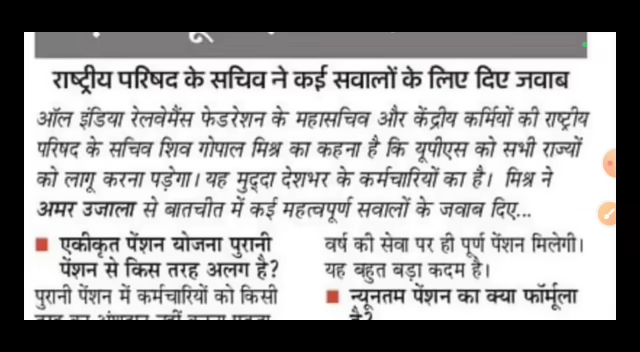 राष्ट्रीय परिषद के सचिव ने कई सवालों के लिए दिए जवाब
ऑल इंडिया रेलवेमैंस फेडरेशन के महासचिव और केंद्रीय कर्मियों की राष्ट्रीय
परिषद के सचिव शिव गोपाल मिश्र का कहना है कि यूपीएस को सभी राज्यों
को लागू करना पड़ेगा। यह मुद्दा देशभर के कर्मचारियों का है। मिश्र ने
अमर उजाला से बातचीत में कई महत्वपूर्ण सवालों के जवाब दिए...
■ एकीकृत पेंशन योजना पुरानी
पेंशन से किस तरह अलग है?
पुरानी पेंशन में कर्मचारियों को किसी
वर्ष की सेवा पर ही पूर्ण पेंशन मिलेगी।
यह बहुत बड़ा कदम है।
■ न्यूनतम पेंशन का क्या फॉर्मूला
है?